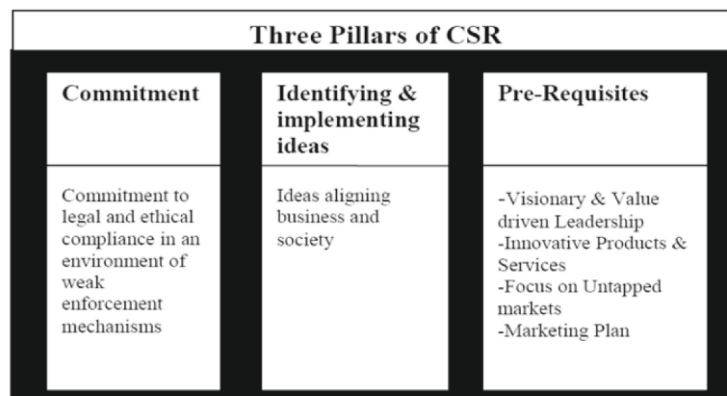 Three Pillars of CSR
Commitment
Commitment to
legal and ethical
compliance in an
environment of
weak
enforcement
mechanisms
Identifying &
implementing
ideas
Ideas aligning
business and
society
Pre-Requisites
-Visionary & Value
driven Leadership
-Innovative Products &
Services
-Focus on Untapped
markets
-Marketing Plan